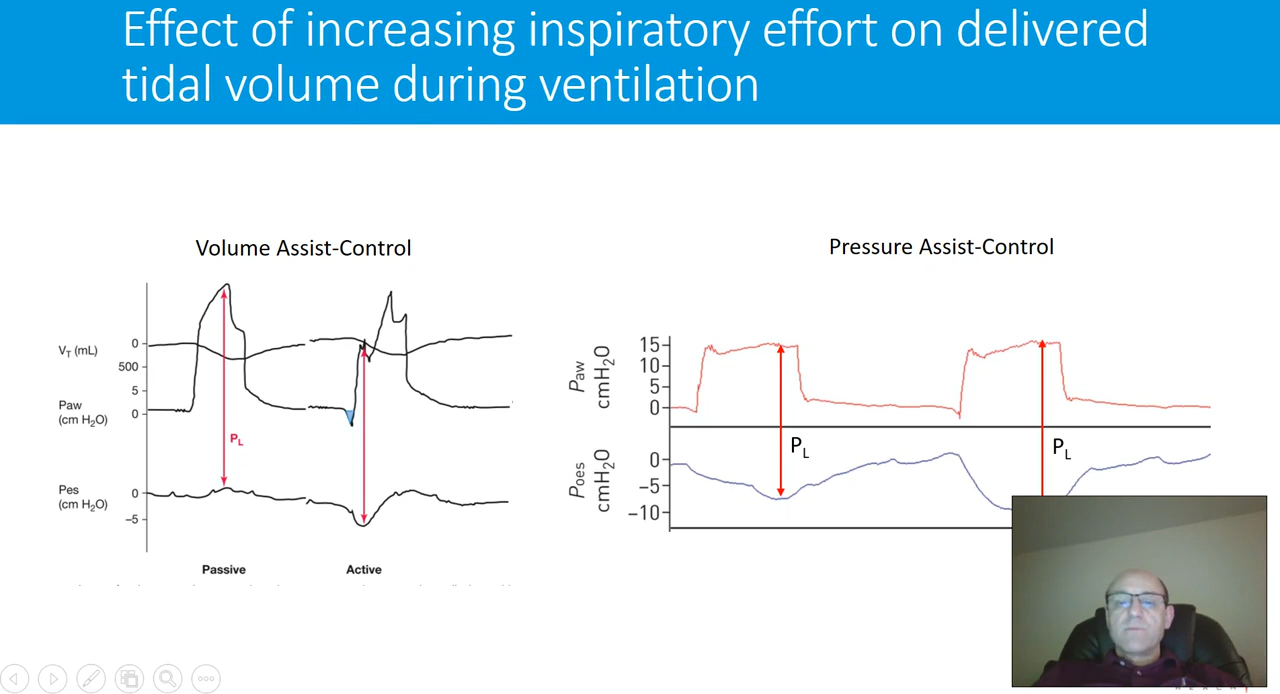 Effect of increasing inspiratory effort on delivered
tidal volume during ventilation
Volume Assist-Control
V_T (mL)
0
500
5
Paw
(cm H₂O)
0
P_L
Pes
(cm H₂O)
0
−5
Passive
Active
Pressure Assist-Control
Paw
cmH₂O
15
10
5
0
P_L
P_L
Poes
cmH₂O
0
−5
−10